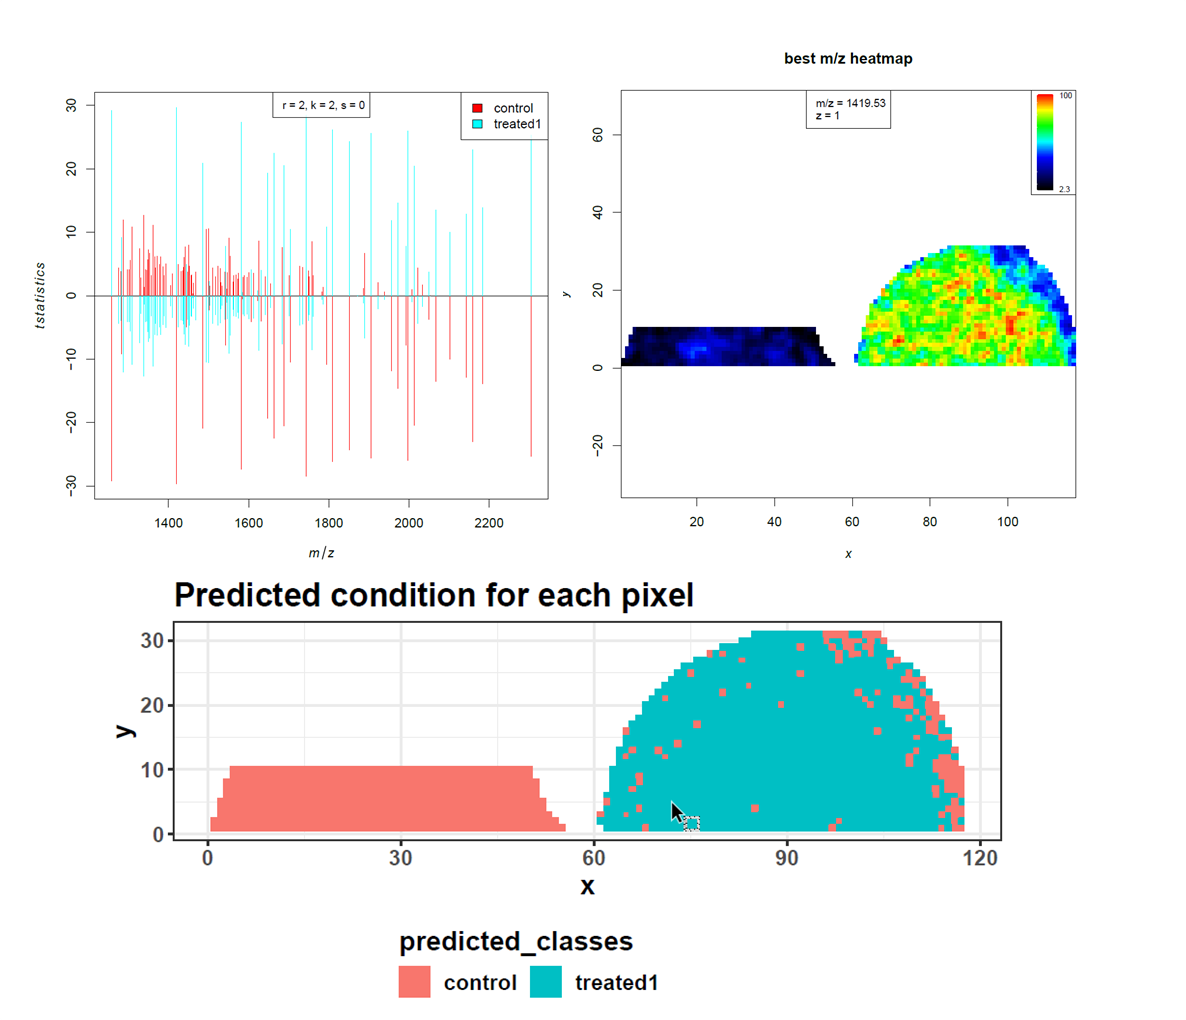 best m/z heatmap
r = 2, k = 2, s = 0
control
treated1
30
20
10
0
−10
−20
−30
tstatistics
1400 1600 1800 2000 2200
m/z
m/z = 1419.53
z = 1
100
2.3
60
40
20
0
−20
y
20 40 60 80 100
x
Predicted condition for each pixel
30
20
10
0
y
0 30 60 90 120
x
predicted_classes
control treated1